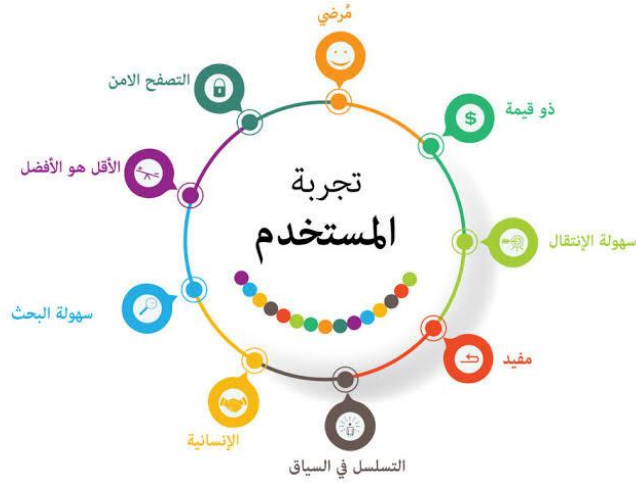 مُرضي
ذو قيمة
سهولة الإنتقال
مفيد
التسلسل في السياق
الإنسانية
سهولة البحث
الأقل هو الأفضل
التصفح الامن
تجربة
المستخدم
$